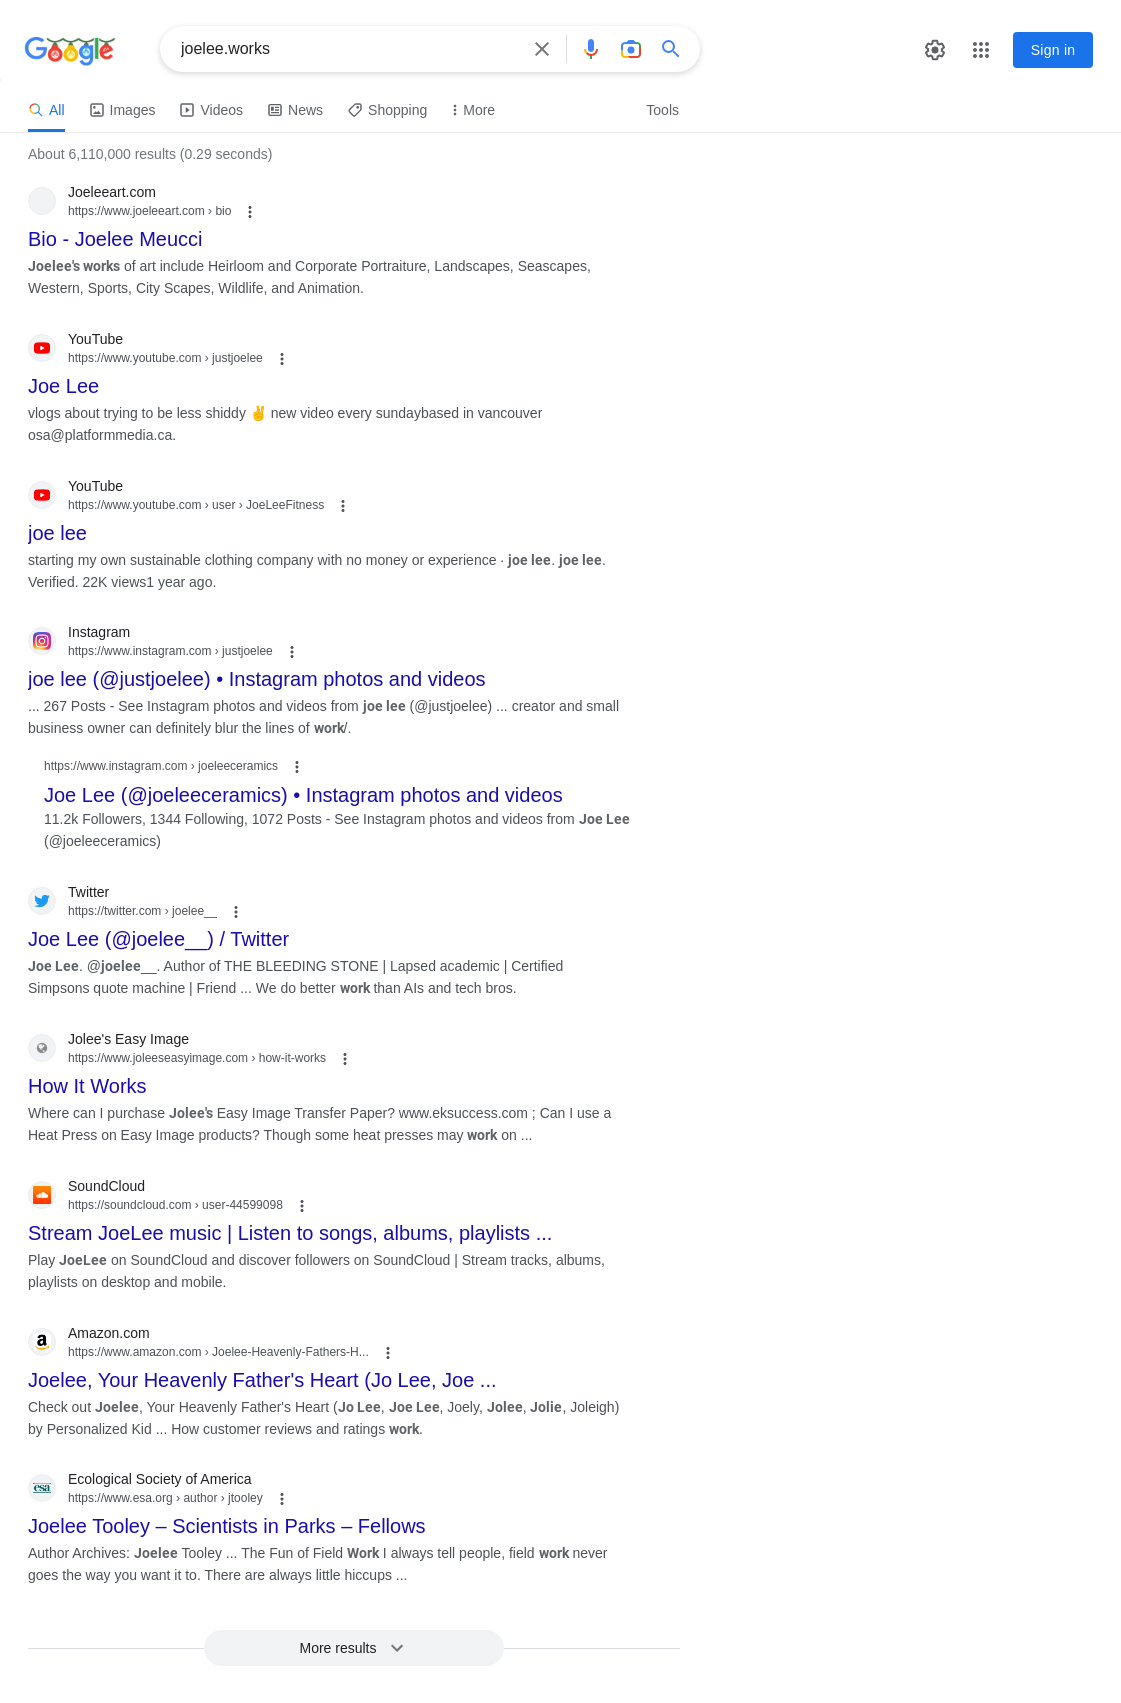 Google
joelee.works
Sign in
All
Images
Videos
News
Shopping
More
Tools
About 6,110,000 results (0.29 seconds)
Joeleeart.com
https://www.joeleeart.com › bio
Bio - Joelee Meucci
Joelee's works of art include Heirloom and Corporate Portraiture, Landscapes, Seascapes,
Western, Sports, City Scapes, Wildlife, and Animation.
YouTube
https://www.youtube.com › justjoelee
Joe Lee
vlogs about trying to be less shiddy ✌️ new video every sundaybased in vancouver
osa@platformmedia.ca.
YouTube
https://www.youtube.com › user › JoeLeeFitness
joe lee
starting my own sustainable clothing company with no money or experience · joe lee. joe lee.
Verified. 22K views1 year ago.
Instagram
https://www.instagram.com › justjoelee
joe lee (@justjoelee) • Instagram photos and videos
... 267 Posts - See Instagram photos and videos from joe lee (@justjoelee) ... creator and small
business owner can definitely blur the lines of work/.
https://www.instagram.com › joeleeceramics
Joe Lee (@joeleeceramics) • Instagram photos and videos
11.2k Followers, 1344 Following, 1072 Posts - See Instagram photos and videos from Joe Lee
(@joeleeceramics)
Twitter
https://twitter.com › joelee__
Joe Lee (@joelee__) / Twitter
Joe Lee. @joelee__. Author of THE BLEEDING STONE | Lapsed academic | Certified
Simpsons quote machine | Friend ... We do better work than AIs and tech bros.
Jolee's Easy Image
https://www.joleeseasyimage.com › how-it-works
How It Works
Where can I purchase Jolee's Easy Image Transfer Paper? www.eksuccess.com ; Can I use a
Heat Press on Easy Image products? Though some heat presses may work on ...
SoundCloud
https://soundcloud.com › user-44599098
Stream JoeLee music | Listen to songs, albums, playlists ...
Play JoeLee on SoundCloud and discover followers on SoundCloud | Stream tracks, albums,
playlists on desktop and mobile.
Amazon.com
https://www.amazon.com › Joelee-Heavenly-Fathers-H...
Joelee, Your Heavenly Father's Heart (Jo Lee, Joe ...
Check out Joelee, Your Heavenly Father's Heart (Jo Lee, Joe Lee, Joely, Jolee, Jolie, Joleigh)
by Personalized Kid ... How customer reviews and ratings work.
esa
Ecological Society of America
https://www.esa.org › author › jtooley
Joelee Tooley – Scientists in Parks – Fellows
Author Archives: Joelee Tooley ... The Fun of Field Work I always tell people, field work never
goes the way you want it to. There are always little hiccups ...
More results